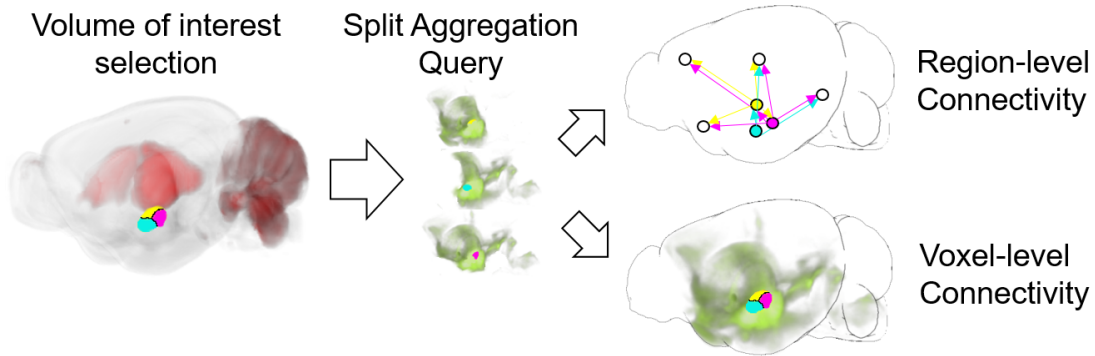 Volume of interest
selection
Split Aggregation
Query
Region-level
Connectivity
Voxel-level
Connectivity